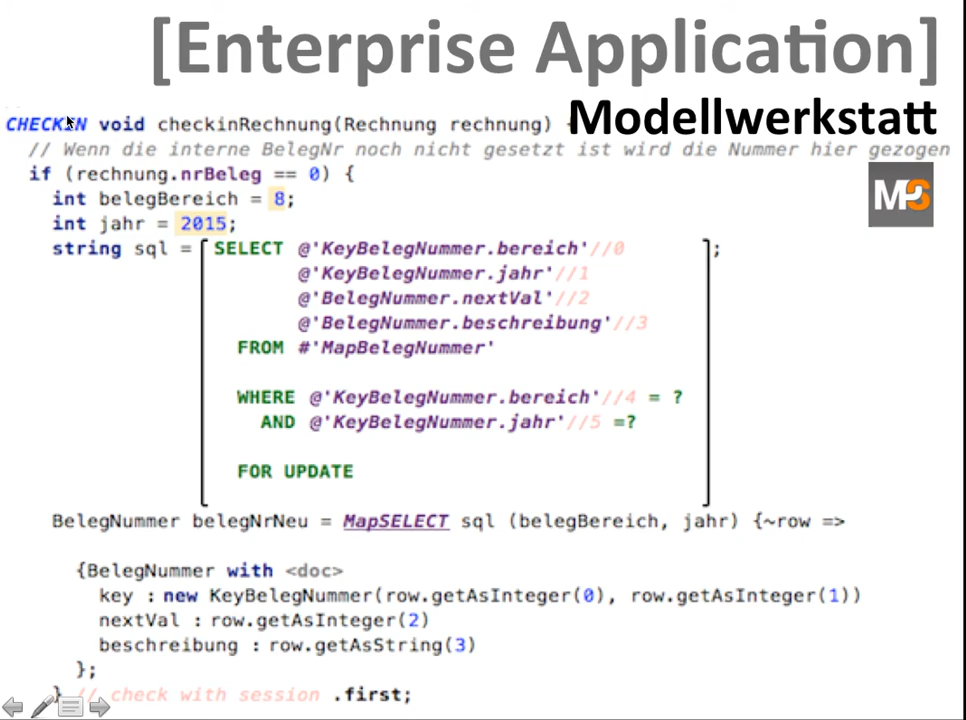 [Enterprise Application]
Modellwerkstatt
CHECKIN void checkinRechnung(Rechnung rechnung) {
// Wenn die interne BelegNr noch nicht gesetzt ist wird die Nummer hier gezogen
if (rechnung.nrBeleg == 0) {
MPS
int belegBereich = 8;
int jahr = 2015;
string sql = [SELECT @'KeyBelegNummer.bereich'//0 ];
@'KeyBelegNummer.jahr'//1
@'BelegNummer.nextVal'//2
@'BelegNummer.beschreibung'//3
FROM #'MapBelegNummer'
WHERE @'KeyBelegNummer.bereich'//4 = ?
AND @'KeyBelegNummer.jahr'//5 =?
FOR UPDATE
BelegNummer belegNrNeu = MapSELECT sql (belegBereich, jahr) {~row =>
{BelegNummer with <doc>
key : new KeyBelegNummer(row.getAsInteger(0), row.getAsInteger(1))
nextVal : row.getAsInteger(2)
beschreibung : row.getAsString(3)
};
} // check with session .first;